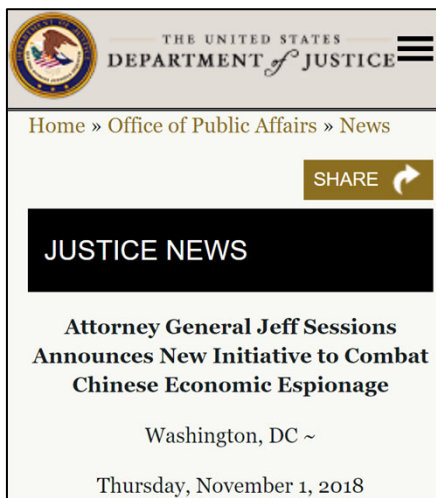 THE UNITED STATES
DEPARTMENT of JUSTICE
Home » Office of Public Affairs » News
SHARE
JUSTICE NEWS
Attorney General Jeff Sessions
Announces New Initiative to Combat
Chinese Economic Espionage
Washington, DC ~
Thursday, November 1, 2018